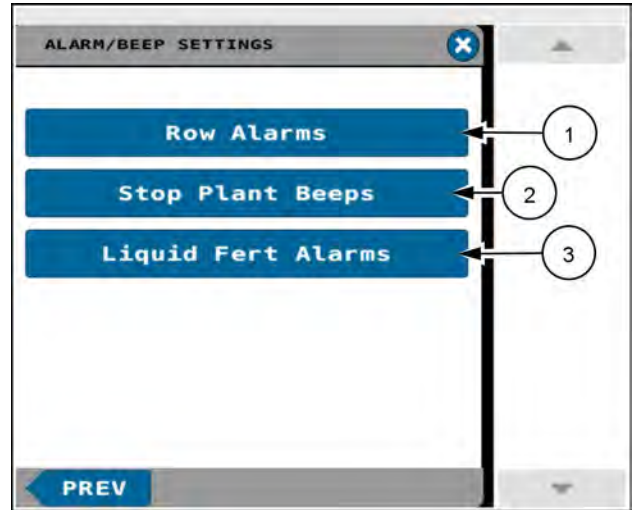 ALARM/BEEP SETTINGS
Row Alarms
1
Stop Plant Beeps
2
Liquid Fert Alarms
3
PREV